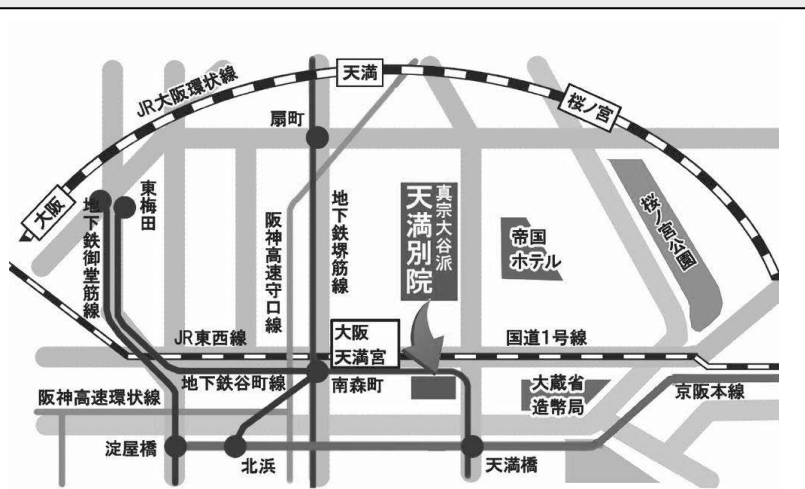 JR大阪環状線
天満
桜ノ宮
扇町
大阪
東梅田
地下鉄御堂筋線
阪神高速守口線
地下鉄堺筋線
真宗大谷派
天満別院
帝国
ホテル
桜ノ宮公園
JR東西線
大阪
天満宮
国道1号線
地下鉄谷町線
南森町
大蔵省
造幣局
京阪本線
阪神高速環状線
淀屋橋
北浜
天満橋